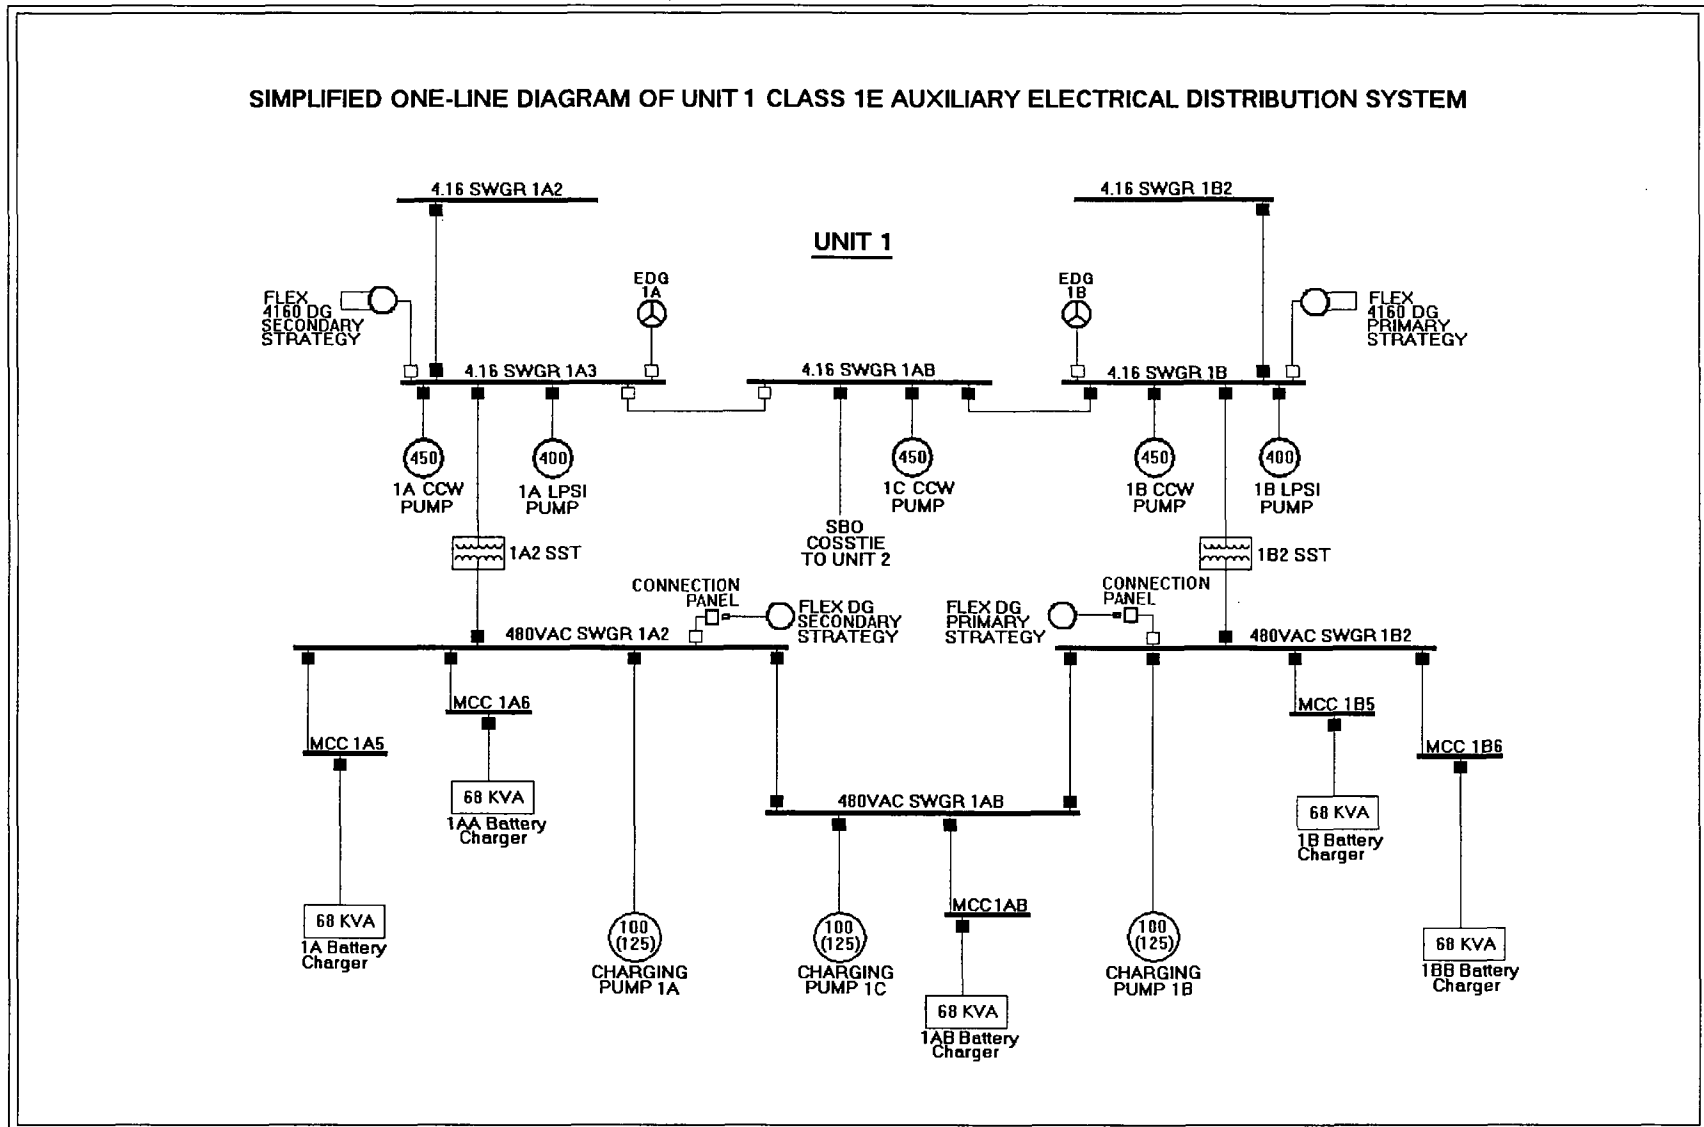 SIMPLIFIED ONE-LINE DIAGRAM OF UNIT 1 CLASS 1E AUXILIARY ELECTRICAL DISTRIBUTION SYSTEM
4.16 SWGR 1A2
4.16 SWGR 1B2
UNIT 1
FLEX
4160 DG
SECONDARY
STRATEGY
EDG
1A
EDG
1B
FLEX
4160 DG
PRIMARY
STRATEGY
4.16 SWGR 1A3
4.16 SWGR 1AB
4.16 SWGR 1B
450
1A CCW
PUMP
400
1A LPSI
PUMP
450
1C CCW
PUMP
450
1B CCW
PUMP
400
1B LPSI
PUMP
SBO
COSSTIE
TO UNIT 2
1A2 SST
1B2 SST
CONNECTION
PANEL
FLEX DG
SECONDARY
STRATEGY
FLEX DG
PRIMARY
STRATEGY
CONNECTION
PANEL
480VAC SWGR 1A2
480VAC SWGR 1B2
MCC 1A5
MCC 1A6
MCC 1B5
MCC 1B6
68 KVA
1AA Battery
Charger
480VAC SWGR 1AB
68 KVA
1B Battery
Charger
68 KVA
1A Battery
Charger
100
(125)
CHARGING
PUMP 1A
100
(125)
CHARGING
PUMP 1C
MCC1AB
68 KVA
1AB Battery
Charger
100
(125)
CHARGING
PUMP 1B
68 KVA
1BB Battery
Charger